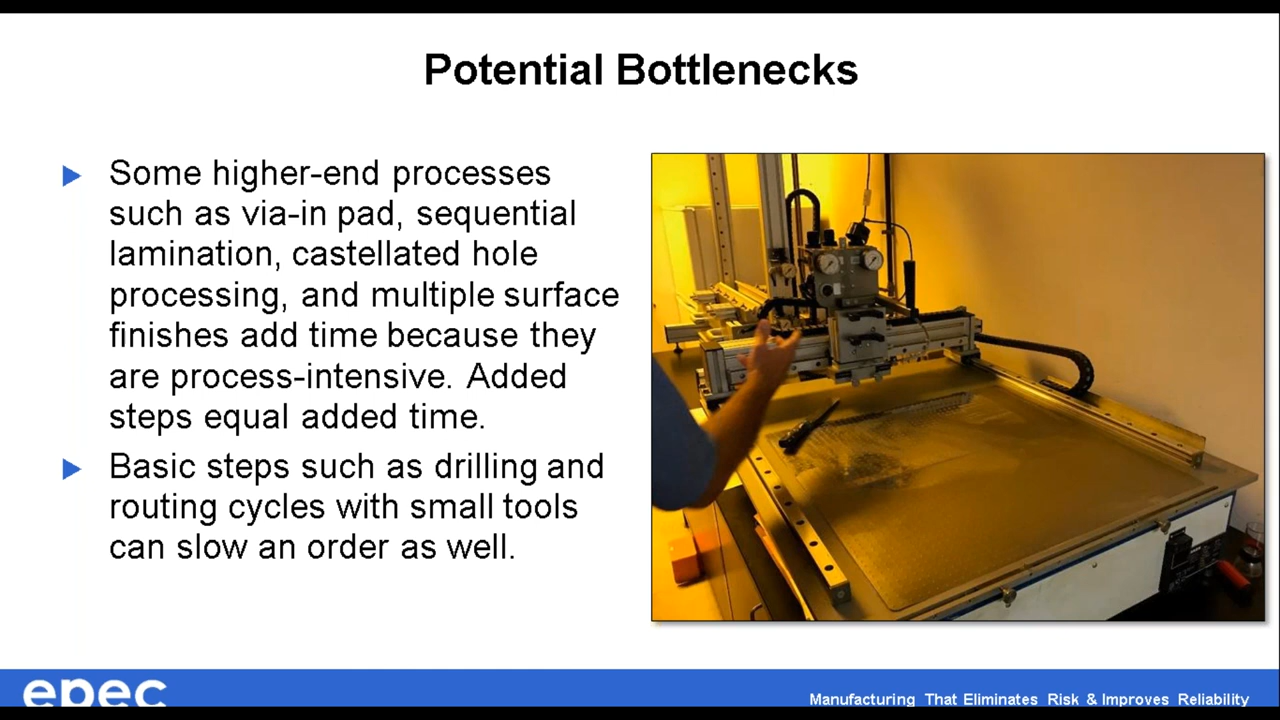 Potential Bottlenecks
Some higher-end processes
such as via-in pad, sequential
lamination, castellated hole
processing, and multiple surface
finishes add time because they
are process-intensive. Added
steps equal added time.
Basic steps such as drilling and
routing cycles with small tools
can slow an order as well.
epec
Manufacturing That Eliminates Risk & Improves Reliability